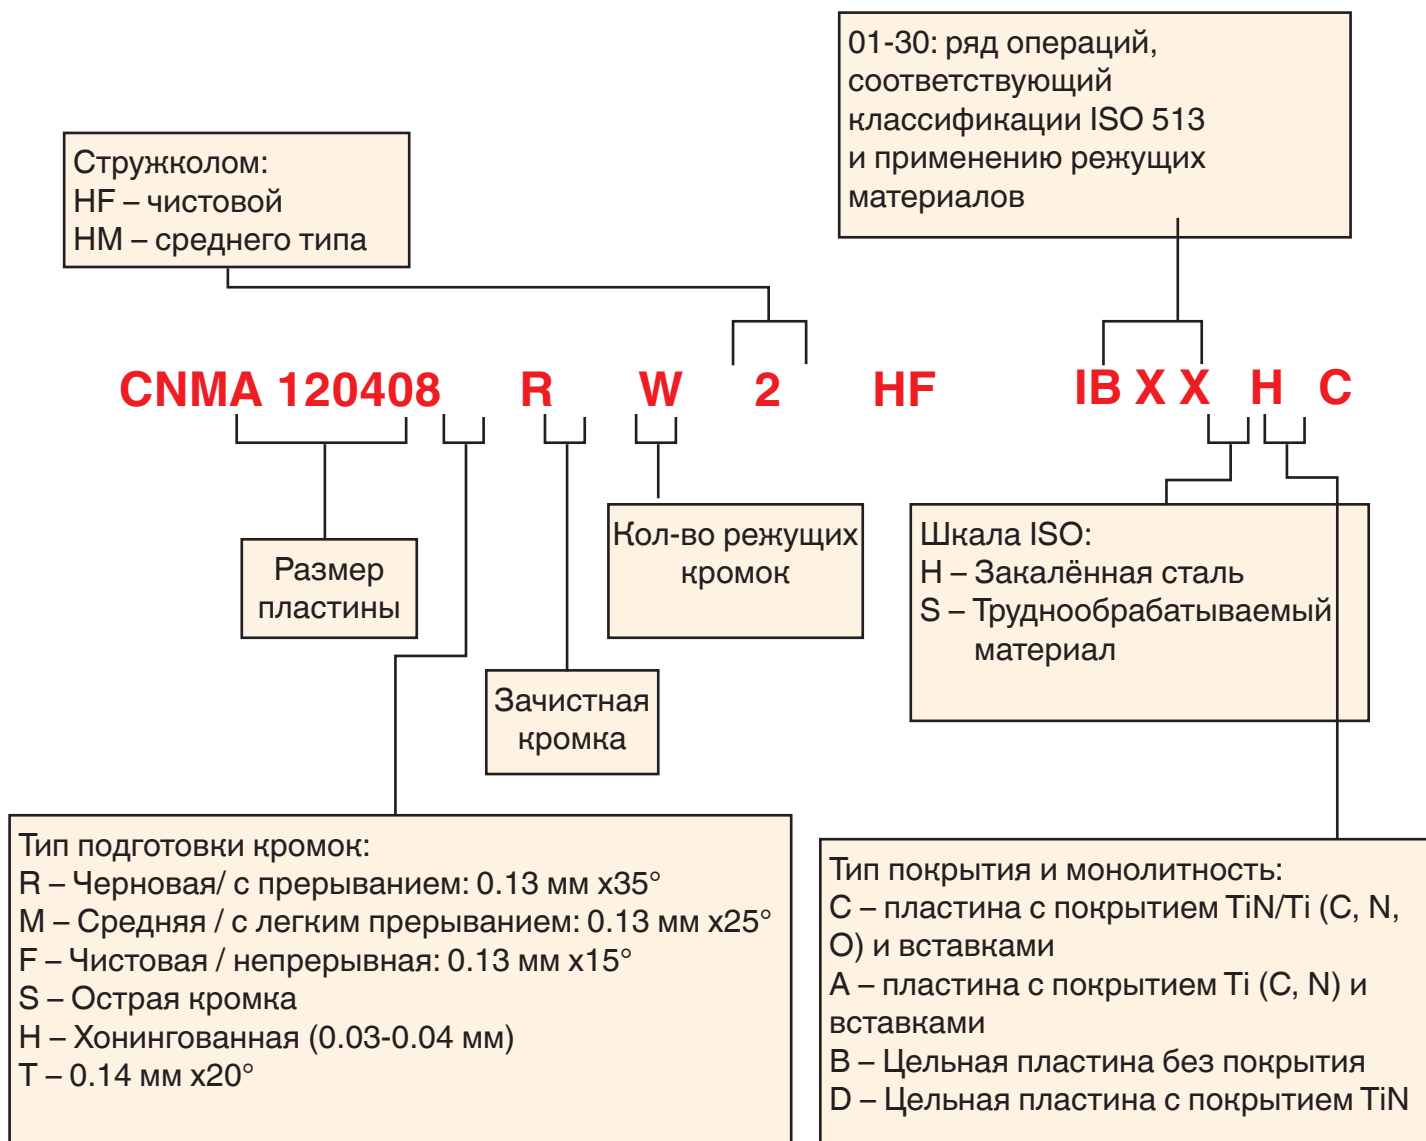 01-30: ряд операций,
соответствующий
классификации ISO 513
и применению режущих
материалов
Стружколом:
HF – чистовой
HM – среднего типа
CNMA 120408 R W 2 HF IB X X H C
Размер
пластины
Кол-во режущих
кромок
Шкала ISO:
H – Закалённая сталь
S – Труднообрабатываемый
материал
Зачистная
кромка
Тип подготовки кромок:
R – Черновая/ с прерыванием: 0.13 мм x35°
M – Средняя / с легким прерыванием: 0.13 мм x25°
F – Чистовая / непрерывная: 0.13 мм x15°
S – Острая кромка
H – Хонингованная (0.03-0.04 мм)
T – 0.14 мм x20°
Тип покрытия и монолитность:
C – пластина с покрытием TiN/Ti (C, N,
O) и вставками
A – пластина с покрытием Ti (C, N) и
вставками
B – Цельная пластина без покрытия
D – Цельная пластина с покрытием TiN